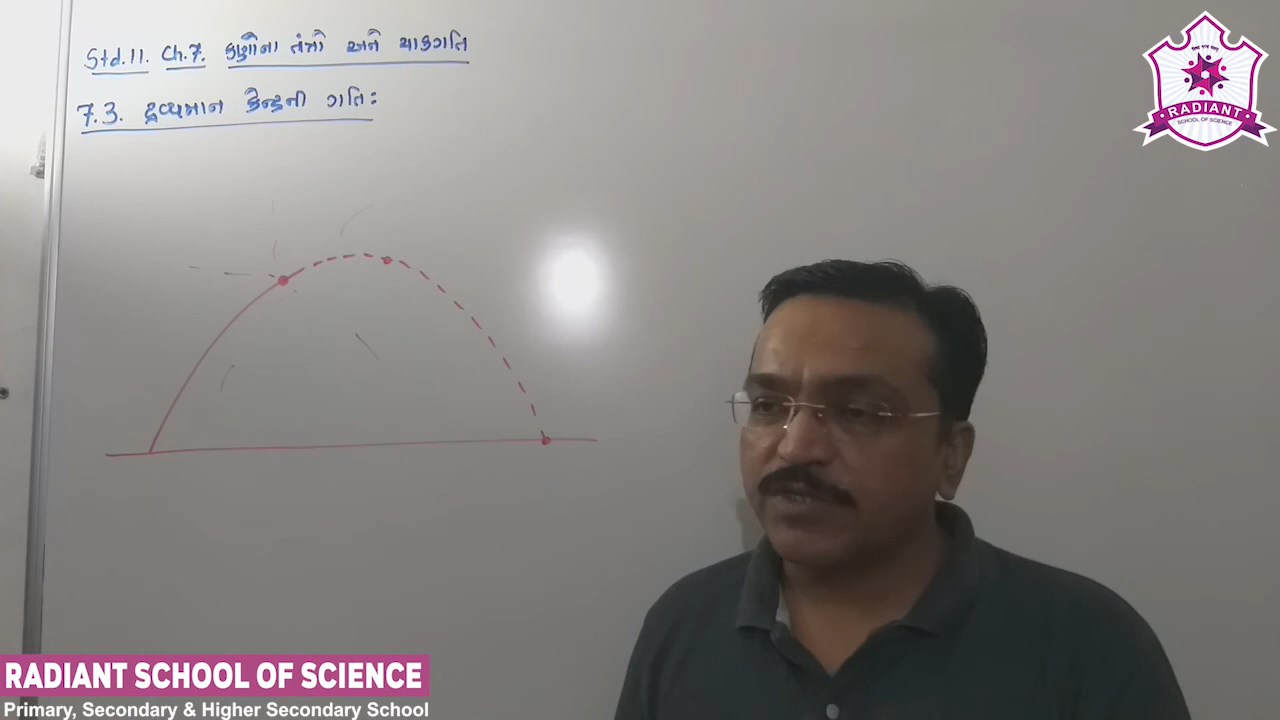 Std.11. Ch.7. કણોના તંત્રો અને ચાકગતિ
7.3. દ્રવ્યમાન કેન્દ્રની ગતિ:
RADIANT
SCHOOL OF SCIENCE
RADIANT SCHOOL OF SCIENCE
Primary, Secondary & Higher Secondary School